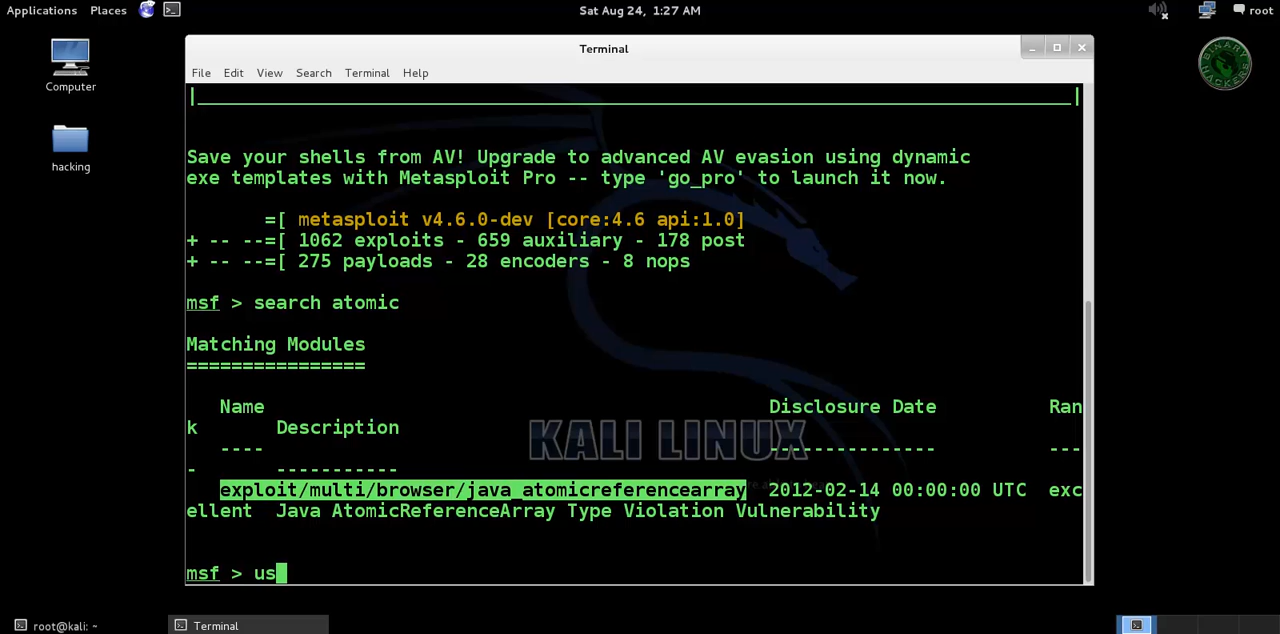 Applications Places Sat Aug 24, 1:27 AM root
Terminal
File Edit View Search Terminal Help
Computer
hacking
BINARY
HACKERS
Save your shells from AV! Upgrade to advanced AV evasion using dynamic
exe templates with Metasploit Pro -- type 'go_pro' to launch it now.
=[ metasploit v4.6.0-dev [core:4.6 api:1.0]
+ -- --=[ 1062 exploits - 659 auxiliary - 178 post
+ -- --=[ 275 payloads - 28 encoders - 8 nops
msf > search atomic
Matching Modules
================
Name Disclosure Date Ran
k Description
---- --------------- ---
- -----------
exploit/multi/browser/java_atomicreferencearray 2012-02-14 00:00:00 UTC exc
ellent Java AtomicReferenceArray Type Violation Vulnerability
msf > us
KALI LINUX
root@kali: ~ Terminal